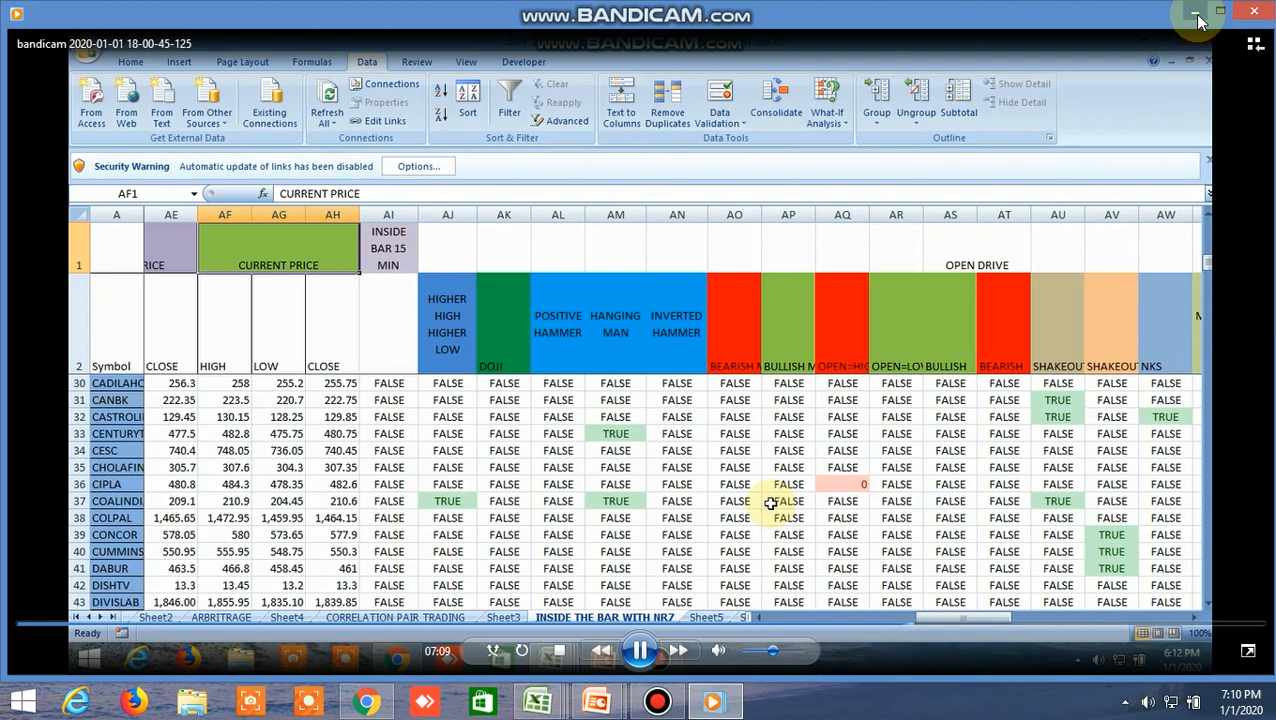 www.BANDICAM.com
bandicam 2020-01-01 18-00-45-125
www.BANDICAM.com
Home Insert Page Layout Formulas Data Review View Developer
From Access From Web From Text From Other Sources Existing Connections Refresh All Connections Properties Edit Links Sort Filter Clear Reapply Advanced Text to Columns Remove Duplicates Data Validation Consolidate What-If Analysis Group Ungroup Subtotal Show Detail Hide Detail
Get External Data Connections Sort & Filter Data Tools Outline
Security Warning Automatic update of links has been disabled Options...
AF1 fx CURRENT PRICE
A AE AF AG AH AI AJ AK AL AM AN AO AP AQ AR AS AT AU AV AW
1 RICE CURRENT PRICE INSIDE BAR 15 MIN OPEN DRIVE
2 Symbol CLOSE HIGH LOW CLOSE HIGHER HIGH HIGHER LOW DOJI POSITIVE HAMMER HANGING MAN INVERTED HAMMER BEARISH M BULLISH M OPEN=HIG OPEN=LOW BULLISH BEARISH SHAKEOUT SHAKEOUT NKS M
30 CADILAHC 256.3 258 255.2 255.75 FALSE FALSE FALSE FALSE FALSE FALSE FALSE FALSE FALSE FALSE FALSE FALSE FALSE FALSE FALSE
31 CANBK 222.35 223.5 220.7 222.75 FALSE FALSE FALSE FALSE FALSE FALSE FALSE FALSE FALSE FALSE FALSE FALSE TRUE FALSE FALSE
32 CASTROLI 129.45 130.15 128.25 129.85 FALSE FALSE FALSE FALSE FALSE FALSE FALSE FALSE FALSE FALSE FALSE FALSE TRUE FALSE TRUE
33 CENTURYT 477.5 482.8 475.75 480.75 FALSE FALSE FALSE FALSE TRUE FALSE FALSE FALSE FALSE FALSE FALSE FALSE FALSE FALSE FALSE
34 CESC 740.4 748.05 736.05 740.45 FALSE FALSE FALSE FALSE FALSE FALSE FALSE FALSE FALSE FALSE FALSE FALSE FALSE FALSE FALSE
35 CHOLAFIN 305.7 307.6 304.3 307.35 FALSE FALSE FALSE FALSE FALSE FALSE FALSE FALSE FALSE FALSE FALSE FALSE FALSE FALSE FALSE
36 CIPLA 480.8 484.3 478.35 482.6 FALSE FALSE FALSE FALSE FALSE FALSE FALSE FALSE 0 FALSE FALSE FALSE FALSE FALSE FALSE
37 COALINDI 209.1 210.9 204.45 210.6 FALSE TRUE FALSE FALSE TRUE FALSE FALSE FALSE FALSE FALSE FALSE FALSE TRUE FALSE FALSE
38 COLPAL 1,465.65 1,472.95 1,459.95 1,464.15 FALSE FALSE FALSE FALSE FALSE FALSE FALSE FALSE FALSE FALSE FALSE FALSE FALSE FALSE FALSE
39 CONCOR 578.05 580 573.65 577.9 FALSE FALSE FALSE FALSE FALSE FALSE FALSE FALSE FALSE FALSE FALSE FALSE FALSE TRUE FALSE
40 CUMMINS 550.95 555.95 548.75 550.3 FALSE FALSE FALSE FALSE FALSE FALSE FALSE FALSE FALSE FALSE FALSE FALSE FALSE TRUE FALSE
41 DABUR 463.5 466.8 458.45 461 FALSE FALSE FALSE FALSE FALSE FALSE FALSE FALSE FALSE FALSE FALSE FALSE FALSE TRUE FALSE
42 DISHTV 13.3 13.45 13.2 13.3 FALSE FALSE FALSE FALSE FALSE FALSE FALSE FALSE FALSE FALSE FALSE FALSE FALSE FALSE FALSE
43 DIVISLAB 1,846.00 1,855.95 1,835.10 1,839.85 FALSE FALSE FALSE FALSE FALSE FALSE FALSE FALSE FALSE FALSE FALSE FALSE FALSE FALSE FALSE
Sheet2 ARBRITRAGE Sheet4 CORRELATION PAIR TRADING Sheet3 INSIDE THE BAR WITH NR7 Sheet5
Ready 100%
07:09
6:12 PM
1/1/2020
7:10 PM
1/1/2020